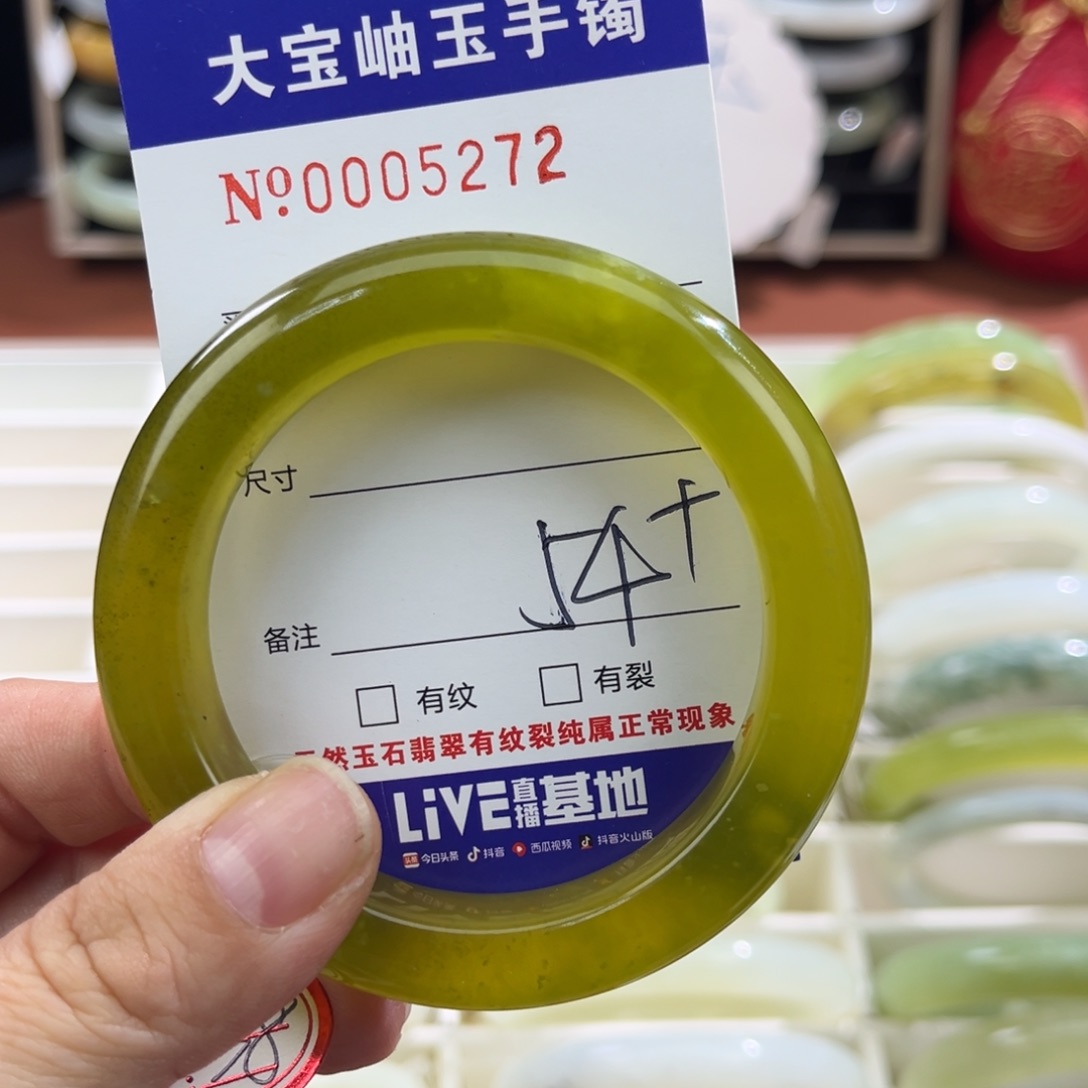 大宝岫玉手镯
Nº.0005272
尺寸
54+
备注
有纹 有裂
然玉石翡翠有纹裂纯属正常现象
LiVE直播基地
今日头条 抖音 西瓜视频 抖音火山版